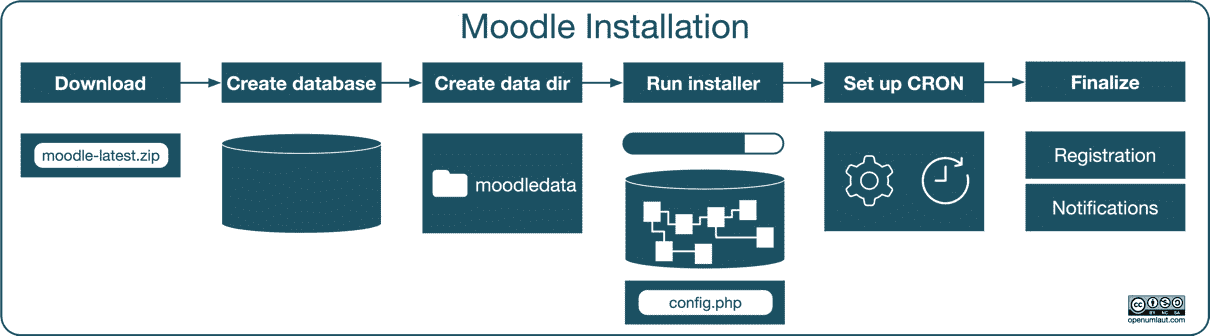 Moodle Installation
Download
Create database
Create data dir
Run installer
Set up CRON
Finalize
moodle-latest.zip
moodledata
config.php
Registration
Notifications
CC
BY NC SA
openumlaut.com